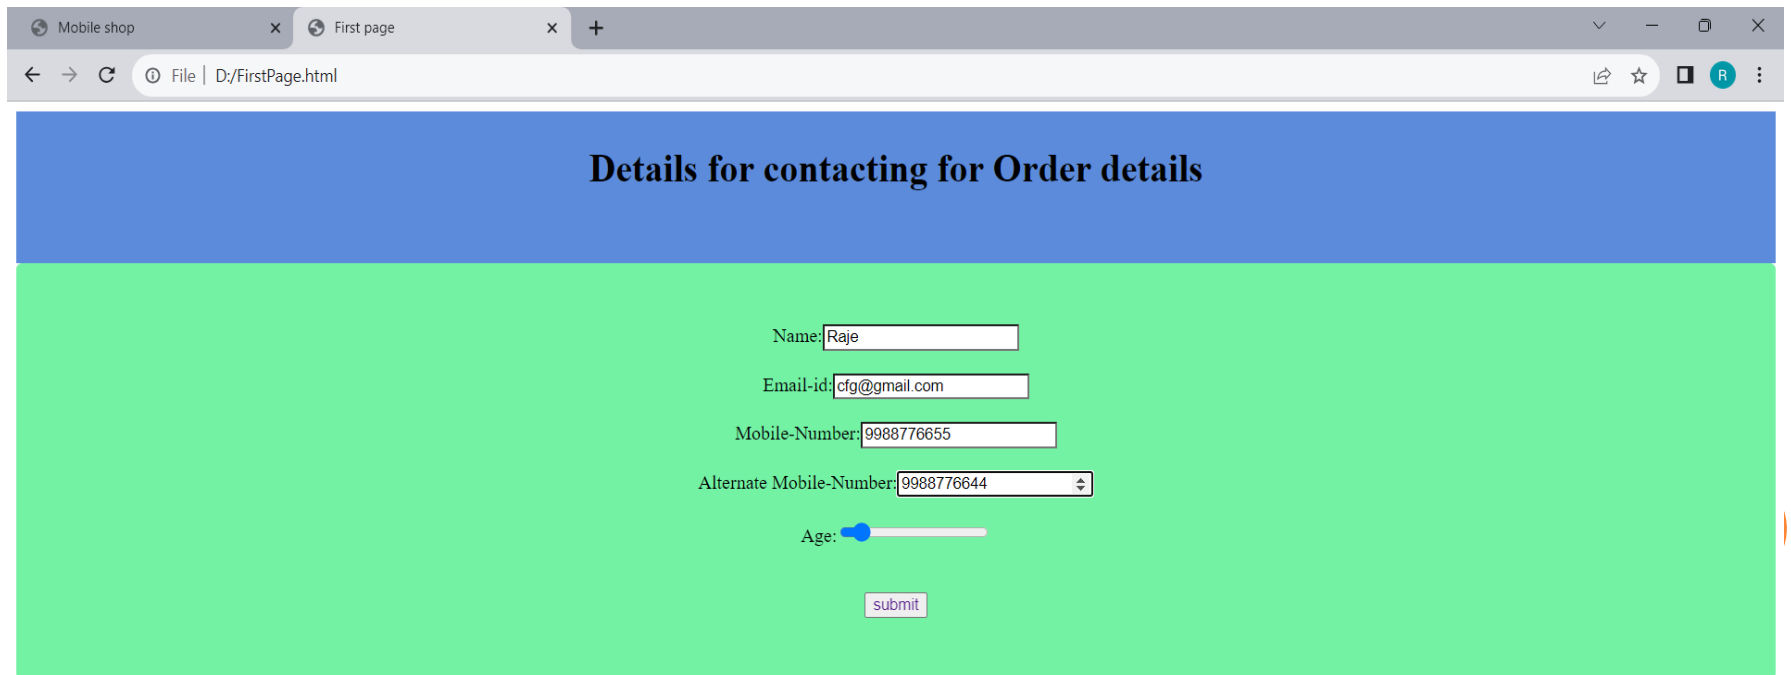 Mobile shop
First page
File
D:/FirstPage.html
R
Details for contacting for Order details
Name: Raje
Email-id: cfg@gmail.com
Mobile-Number: 9988776655
Alternate Mobile-Number: 9988776644
Age:
submit